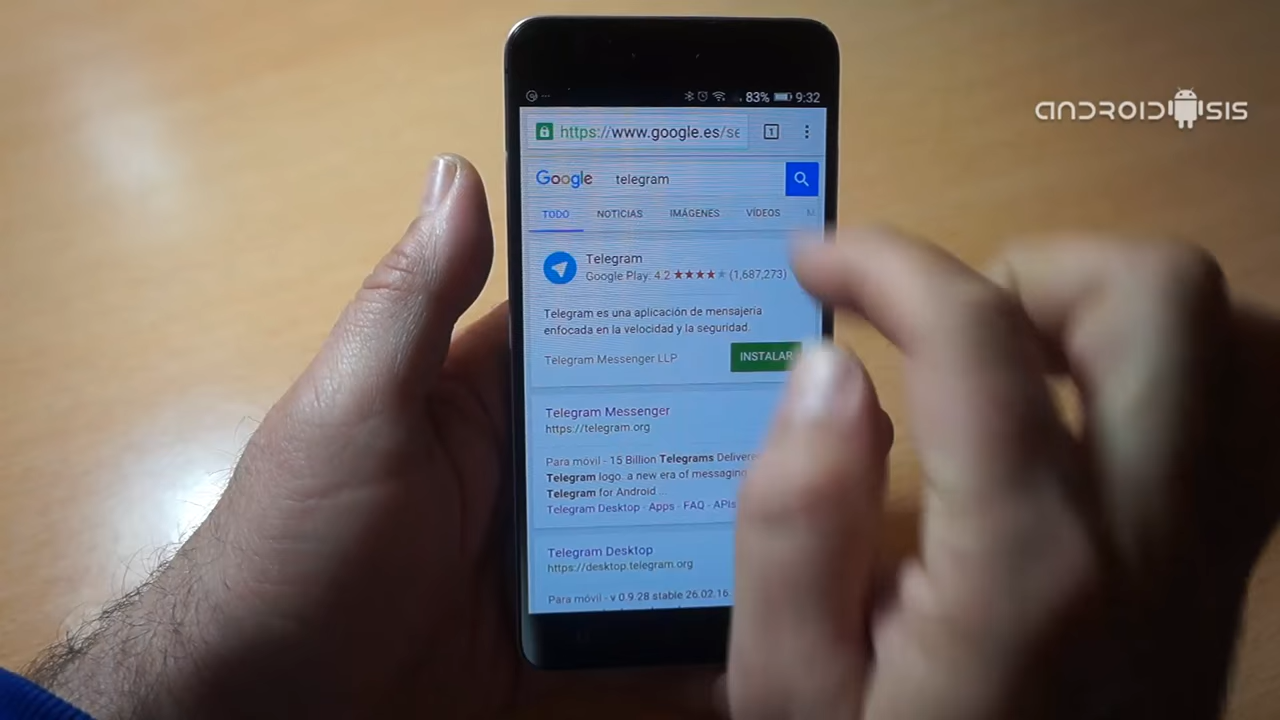 ANDROIDSIS
83% 9:32
https://www.google.es/se
1
Google telegram
TODO NOTICIAS IMÁGENES VÍDEOS M
Telegram
Google Play: 4.2 ★★★★★ (1,687,273)
Telegram es una aplicación de mensajería
enfocada en la velocidad y la seguridad.
Telegram Messenger LLP
INSTALAR
Telegram Messenger
https://telegram.org
Para móvil - 15 Billion Telegrams Delivere
Telegram logo. a new era of messaging
Telegram for Android ...
Telegram Desktop · Apps · FAQ · APIs
Telegram Desktop
https://desktop.telegram.org
Para móvil - v 0.9.28 stable 26.02.16.